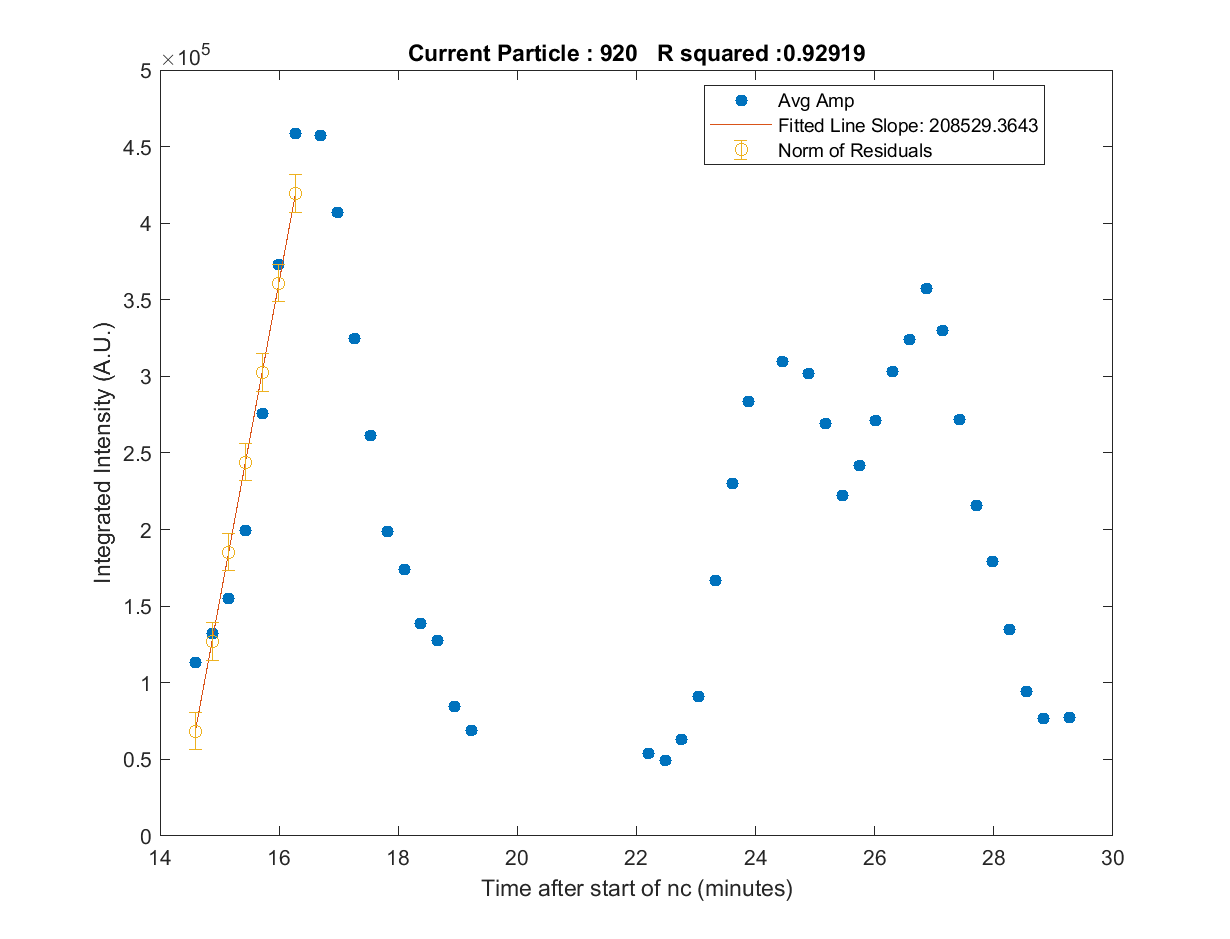 Current Particle : 920 R squared :0.92919
×10^5
5
4.5
4
3.5
3
2.5
2
1.5
1
0.5
0
Integrated Intensity (A.U.)
Avg Amp
Fitted Line Slope: 208529.3643
Norm of Residuals
14 16 18 20 22 24 26 28 30
Time after start of nc (minutes)